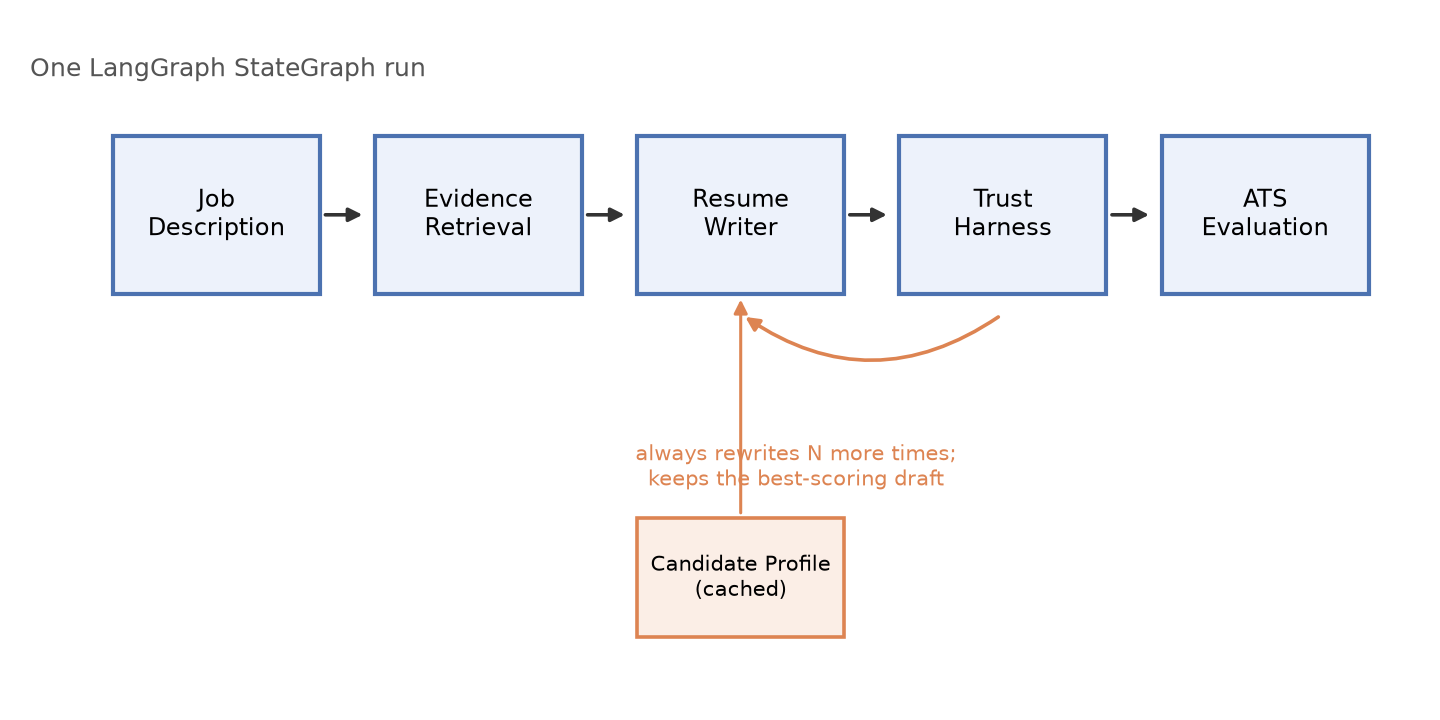 One LangGraph StateGraph run
Job
Description
Evidence
Retrieval
Resume
Writer
Trust
Harness
ATS
Evaluation
always rewrites N more times;
keeps the best-scoring draft
Candidate Profile
(cached)